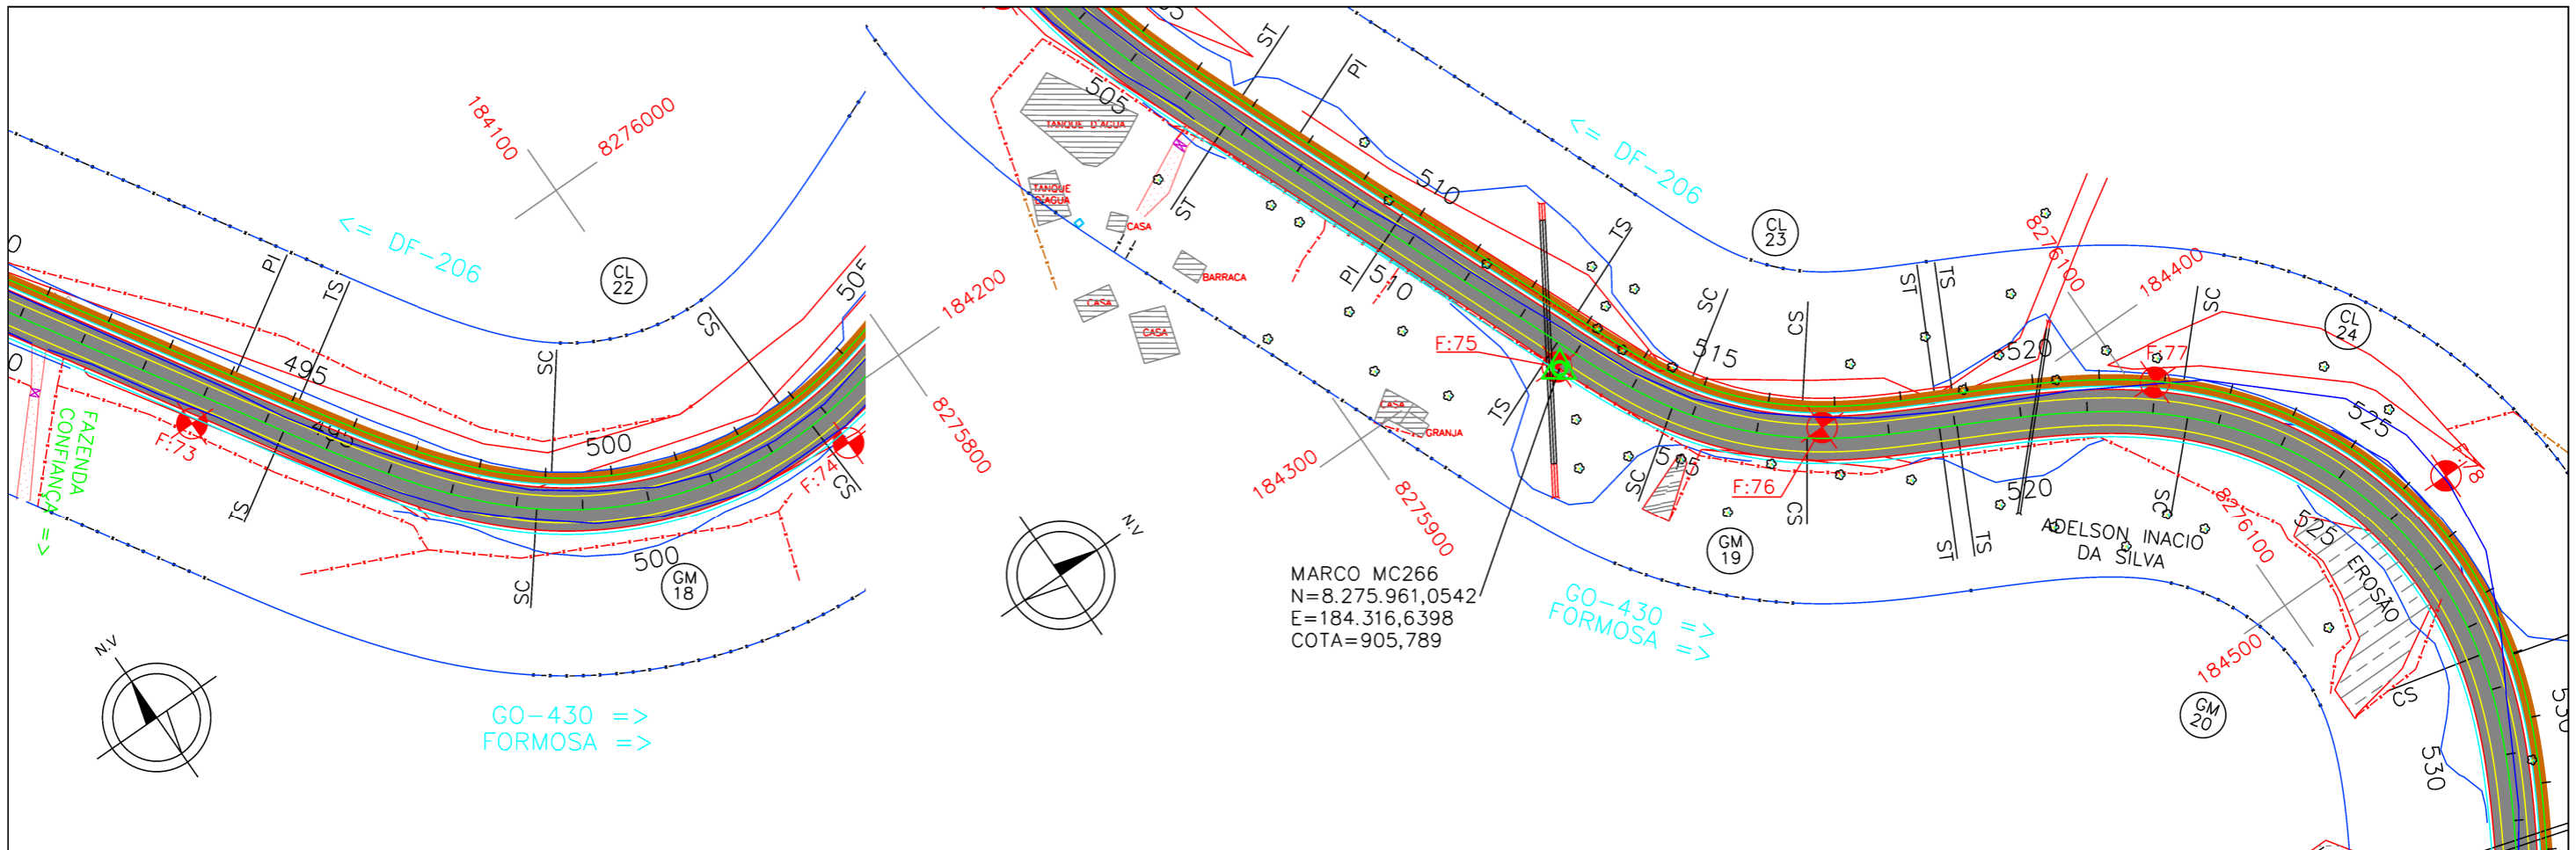 184100
8276000
<= DF-206
CL
22
PI
TS
495
SC
CS
505
500
F:73
FAZENDA
CONFIANÇA =>
TS
495
SC
500
GM
18
F:74
CS
N.V
GO-430 =>
FORMOSA =>
505
TANQUE D'AGUA
TANQUE
D'AGUA
CASA
BARRACA
CASA
CASA
ST
PI
ST
510
PI
510
<= DF-206
CL
23
TS
184200
8275800
N.V
184300
8275900
F:75
TS
CASA
GRANJA
MARCO MC266
N=8.275.961,0542
E=184.316,6398
COTA=905,789
GO-430 =>
FORMOSA =>
SC
515
CS
SC
515
F:76
CS
GM
19
ST
TS
520
8276100
184400
F:77
SC
CL
24
525
F:78
520
ST
TS
ADELSON INACIO
DA SILVA
SC
8276100
184500
525
EROSÃO
CS
GM
20
530
530